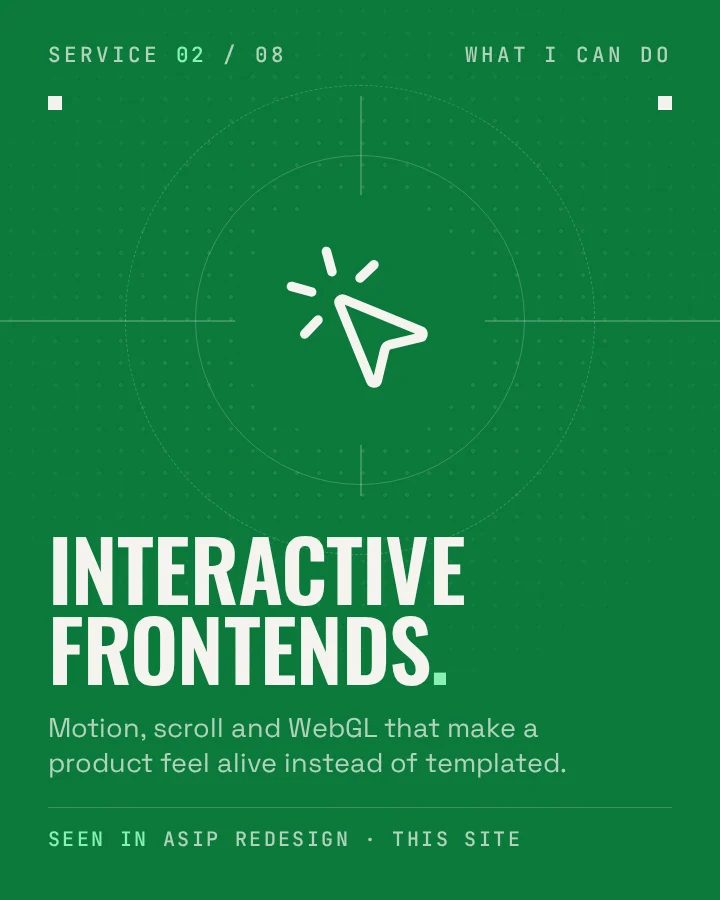 SERVICE 02 / 08
WHAT I CAN DO
INTERACTIVE
FRONTENDS.
Motion, scroll and WebGL that make a
product feel alive instead of templated.
SEEN IN ASIP REDESIGN · THIS SITE